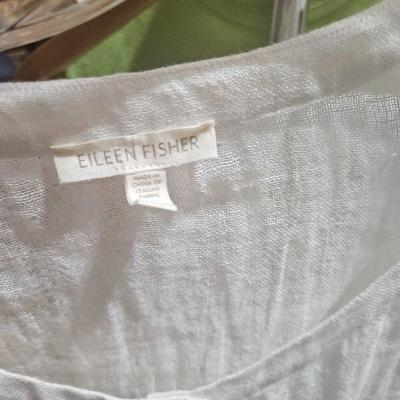 EILEEN FISHER
MADE IN
CHINA OF
ITALIAN
FABRIC